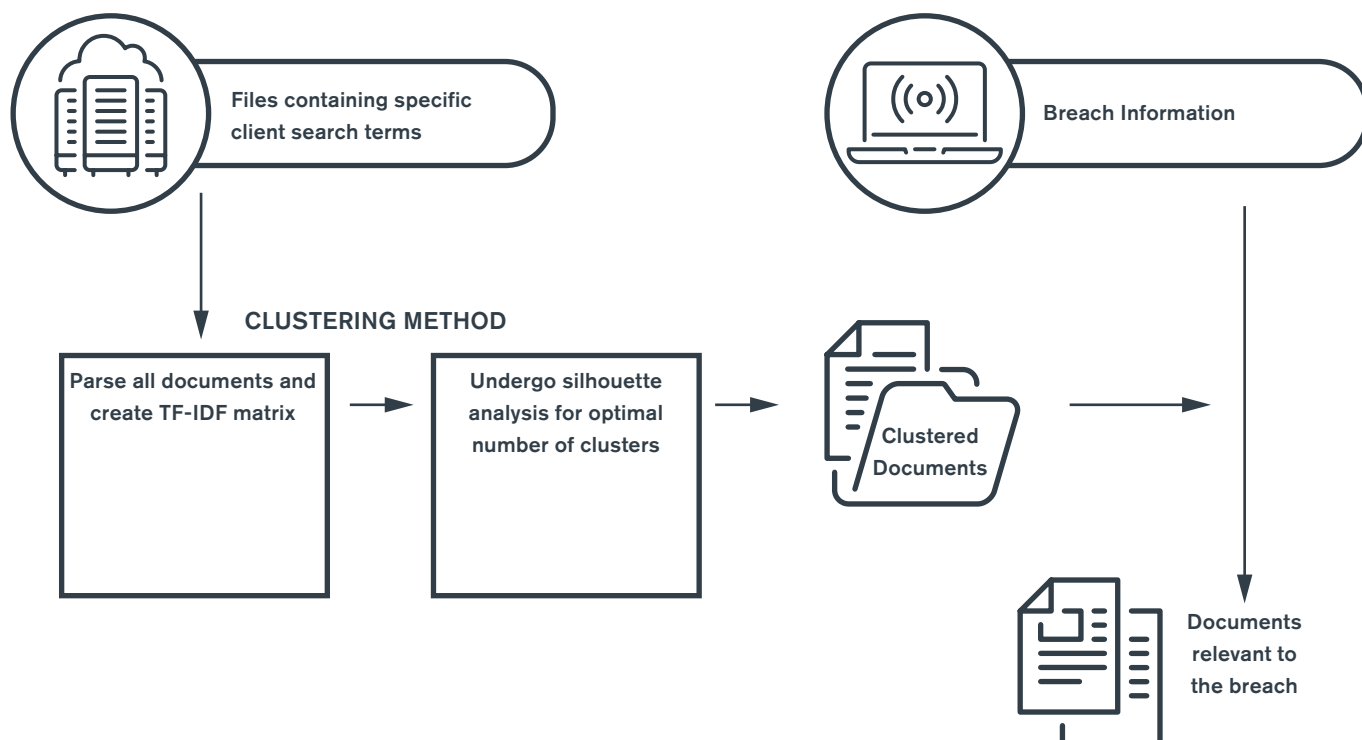 Files containing specific
client search terms
Breach Information
CLUSTERING METHOD
Parse all documents and
create TF-IDF matrix
Undergo silhouette
analysis for optimal
number of clusters
Clustered
Documents
Documents
relevant to
the breach